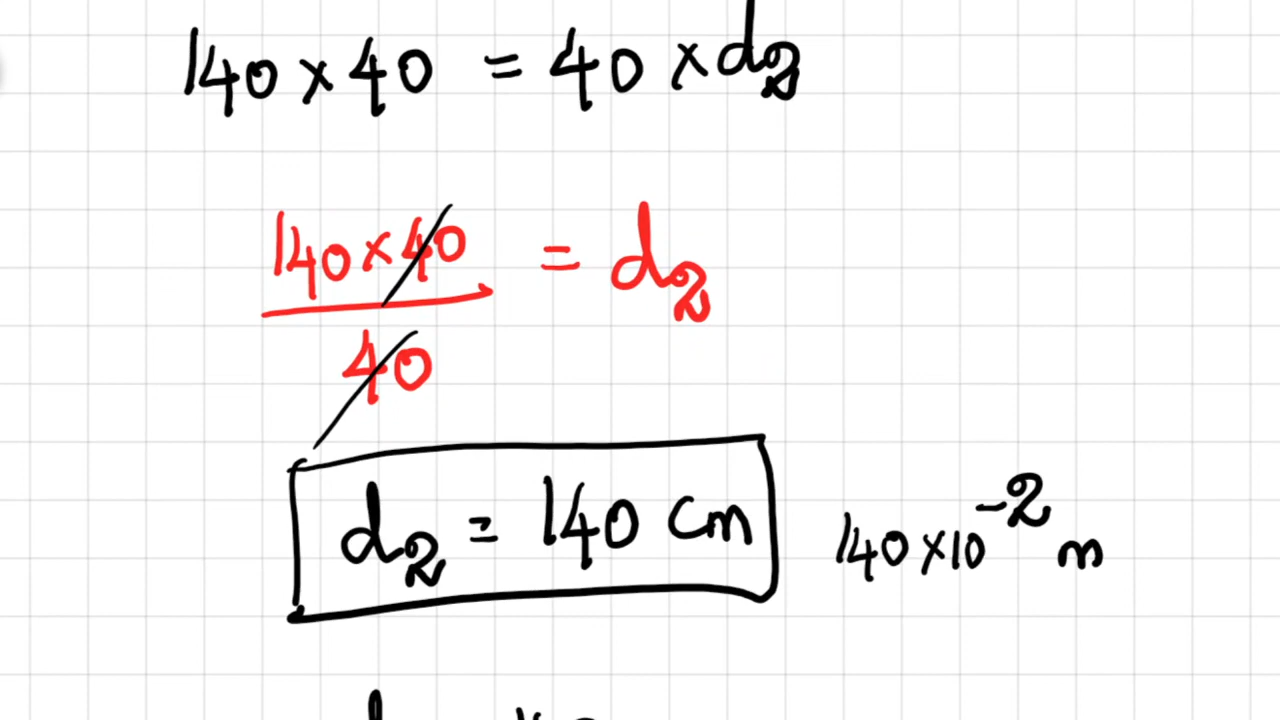 140 × 40 = 40 × d₂
140 × 40 / 40 = d₂
d₂ = 140 cm 140 × 10⁻² m